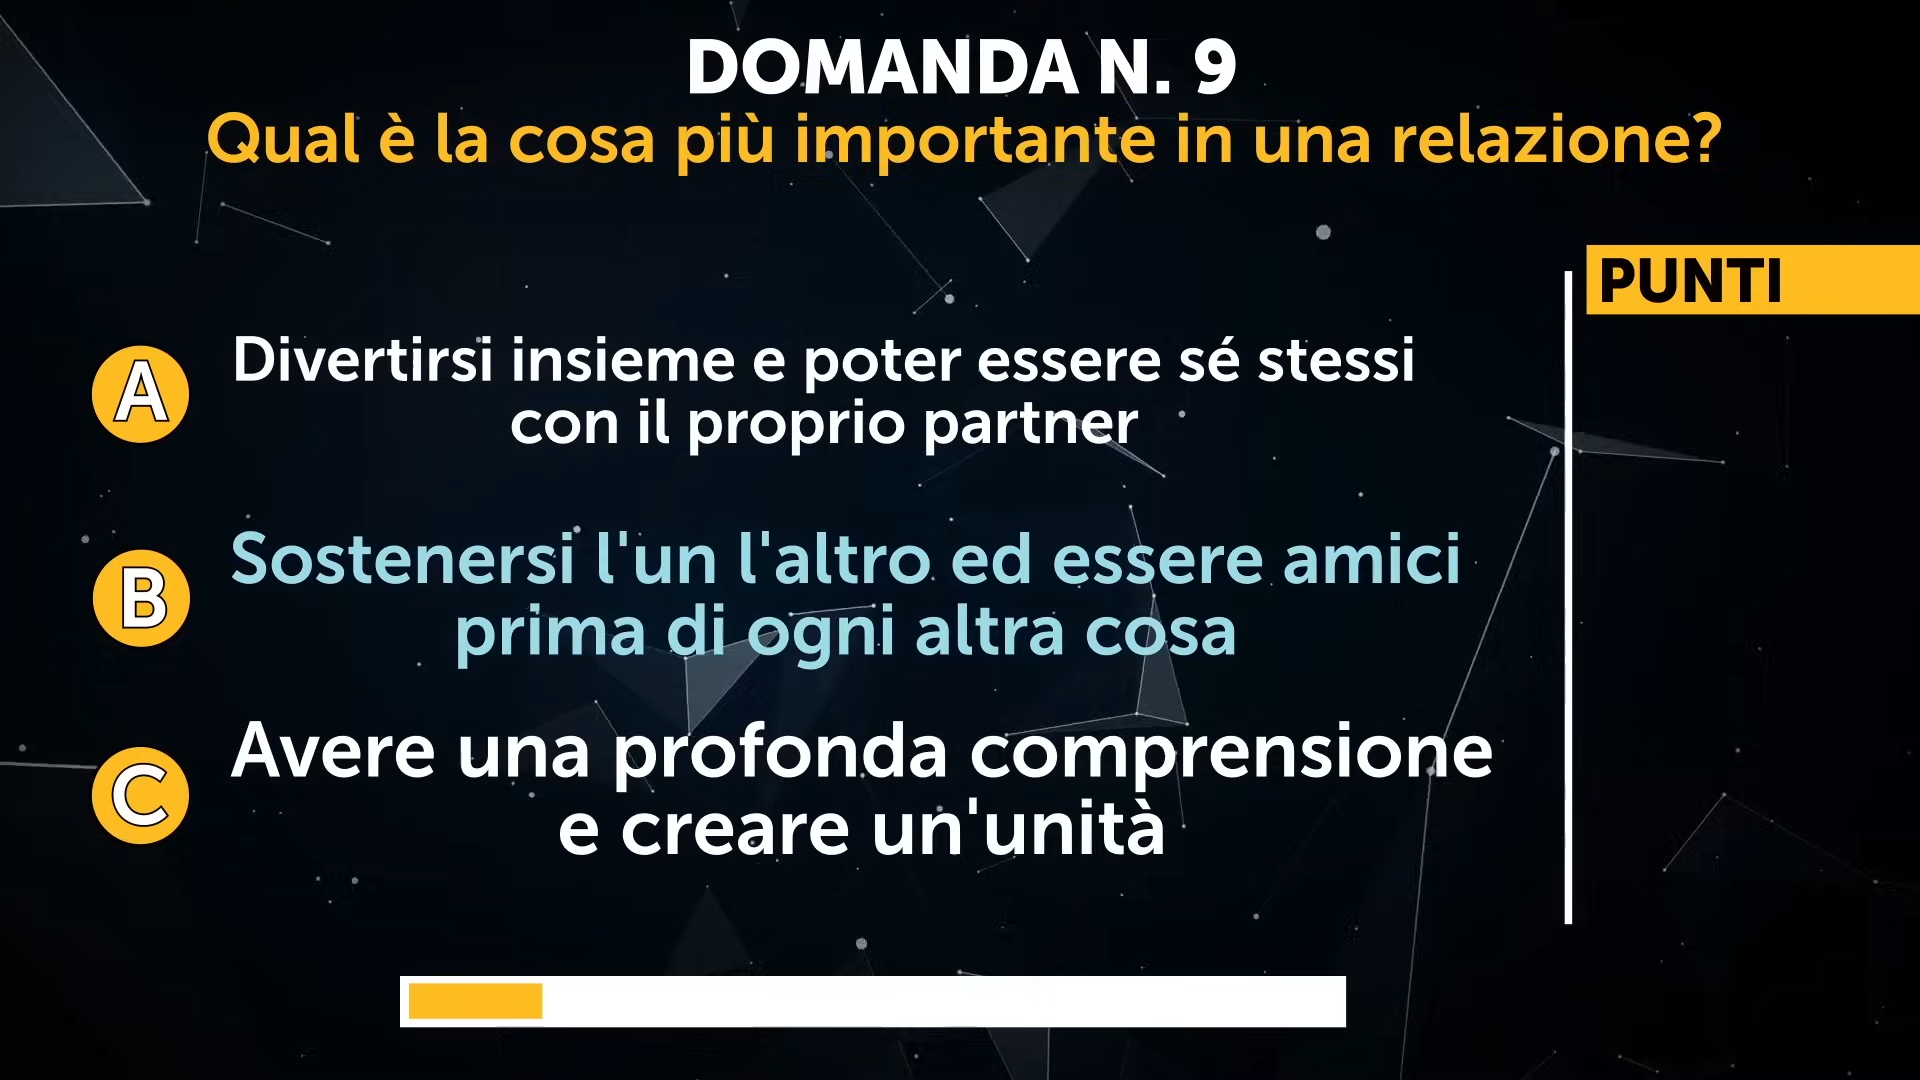 DOMANDA N. 9
Qual è la cosa più importante in una relazione?
PUNTI
A
Divertirsi insieme e poter essere sé stessi
con il proprio partner
B
Sostenersi l'un l'altro ed essere amici
prima di ogni altra cosa
C
Avere una profonda comprensione
e creare un'unità